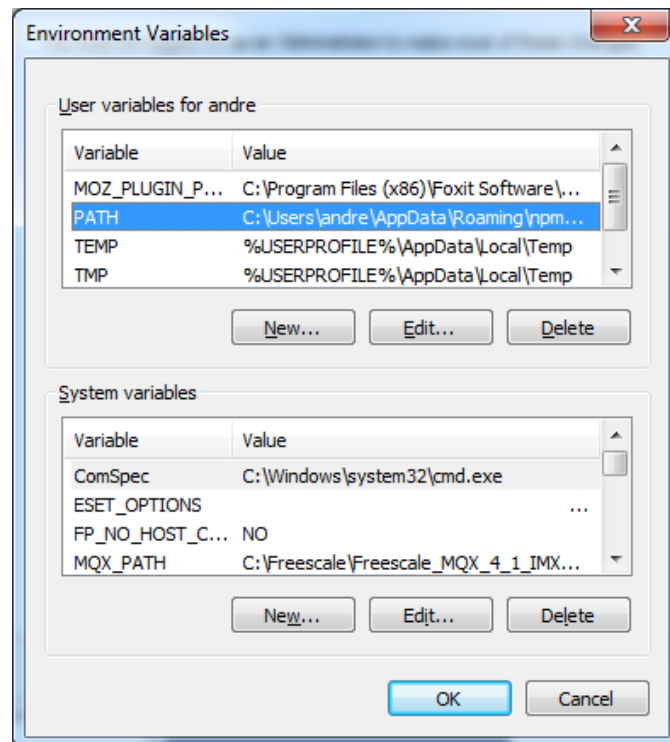 Environment Variables
User variables for andre
Variable Value
MOZ_PLUGIN_P... C:\Program Files (x86)\Foxit Software\...
PATH C:\Users\andre\AppData\Roaming\npm...
TEMP %USERPROFILE%\AppData\Local\Temp
TMP %USERPROFILE%\AppData\Local\Temp
New... Edit... Delete
System variables
Variable Value
ComSpec C:\Windows\system32\cmd.exe
ESET_OPTIONS ...
FP_NO_HOST_C... NO
MQX_PATH C:\Freescale\Freescale_MQX_4_1_IMX...
New... Edit... Delete
OK Cancel